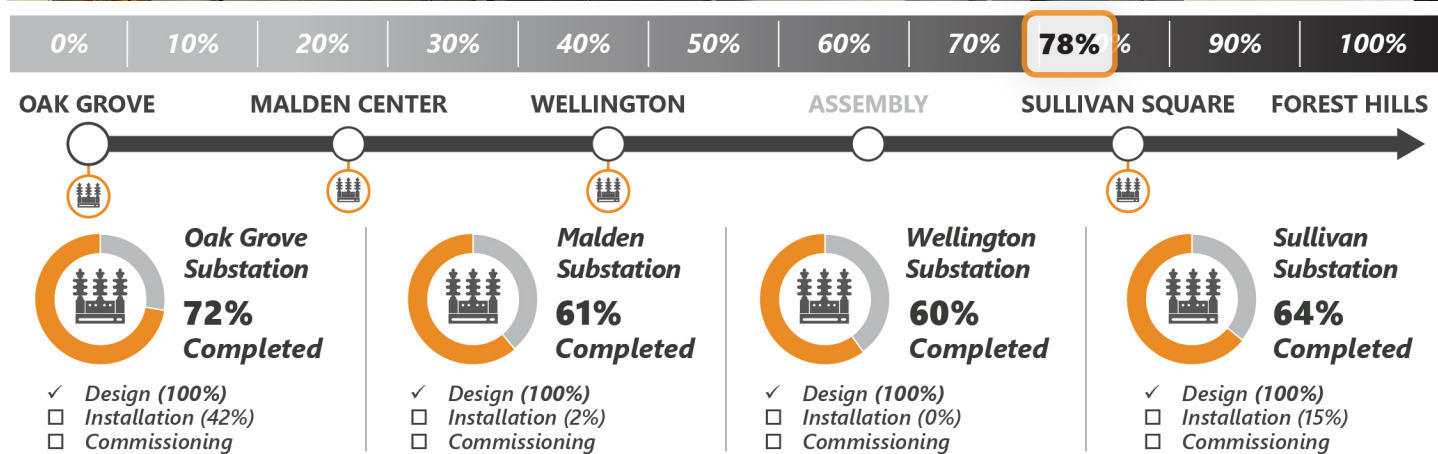 0% 10% 20% 30% 40% 50% 60% 70% 78% % 90% 100%
OAK GROVE MALDEN CENTER WELLINGTON ASSEMBLY SULLIVAN SQUARE FOREST HILLS
Oak Grove
Substation
72%
Completed
✓ Design (100%)
☐ Installation (42%)
☐ Commissioning
Malden
Substation
61%
Completed
✓ Design (100%)
☐ Installation (2%)
☐ Commissioning
Wellington
Substation
60%
Completed
✓ Design (100%)
☐ Installation (0%)
☐ Commissioning
Sullivan
Substation
64%
Completed
✓ Design (100%)
☐ Installation (15%)
☐ Commissioning